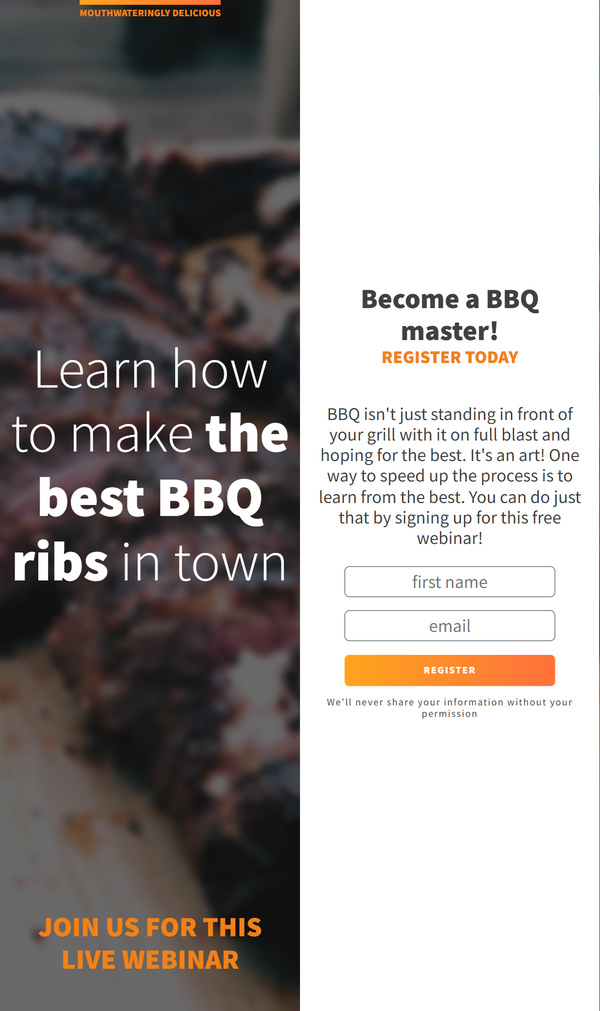 MOUTHWATERINGLY DELICIOUS
Learn how
to make the
best BBQ
ribs in town
JOIN US FOR THIS
LIVE WEBINAR
Become a BBQ
master!
REGISTER TODAY
BBQ isn't just standing in front of
your grill with it on full blast and
hoping for the best. It's an art! One
way to speed up the process is to
learn from the best. You can do just
that by signing up for this free
webinar!
first name
email
REGISTER
We'll never share your information without your
permission